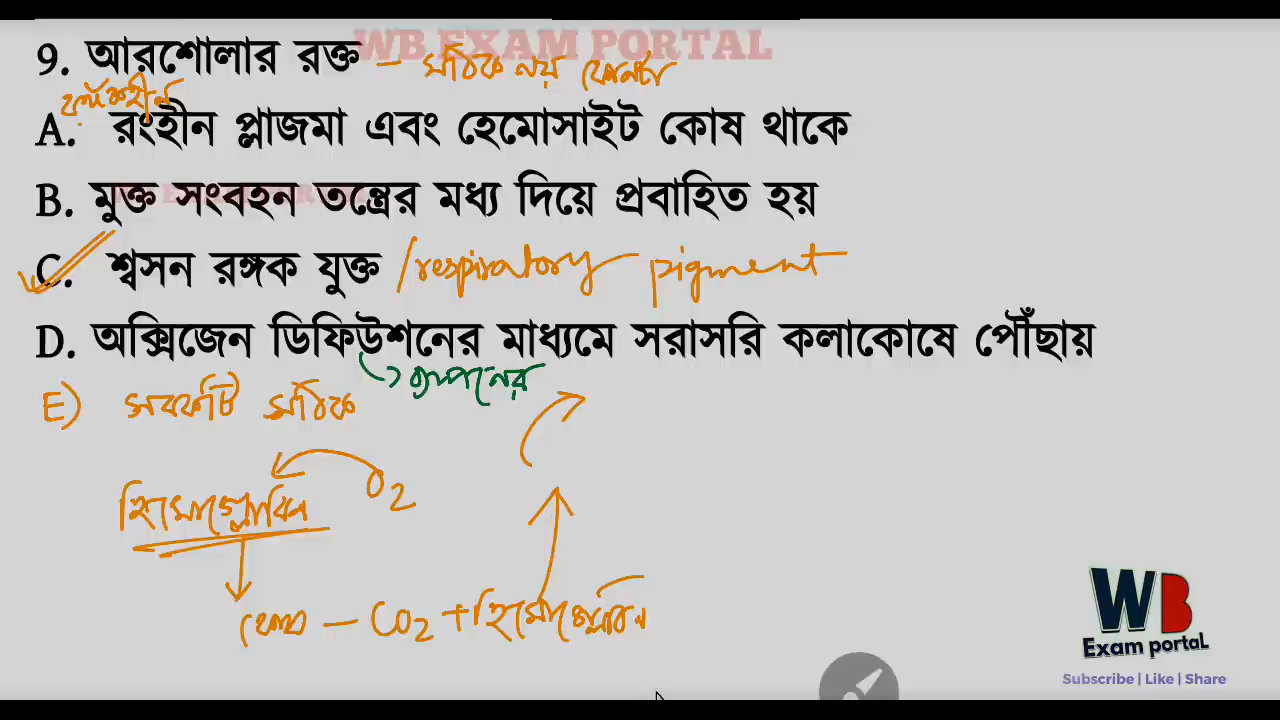 WB EXAM PORTAL
9. আরশোলার রক্ত – সঠিক নয় কোনটা
বর্ণহীন
A. রংহীন প্লাজমা এবং হেমোসাইট কোষ থাকে
B. মুক্ত সংবহন তন্ত্রের মধ্য দিয়ে প্রবাহিত হয়
C. শ্বসন রঙ্গক যুক্ত /respiratory pigment
D. অক্সিজেন ডিফিউশনের মাধ্যমে সরাসরি কলাকোষে পৌঁছায়
ব্যাপনের
E) সবকটি সঠিক
O2
হিমোগ্লোবিন
কোষ – CO2 + হিমোগ্লোবিন
WB
Exam portaL
Subscribe | Like | Share